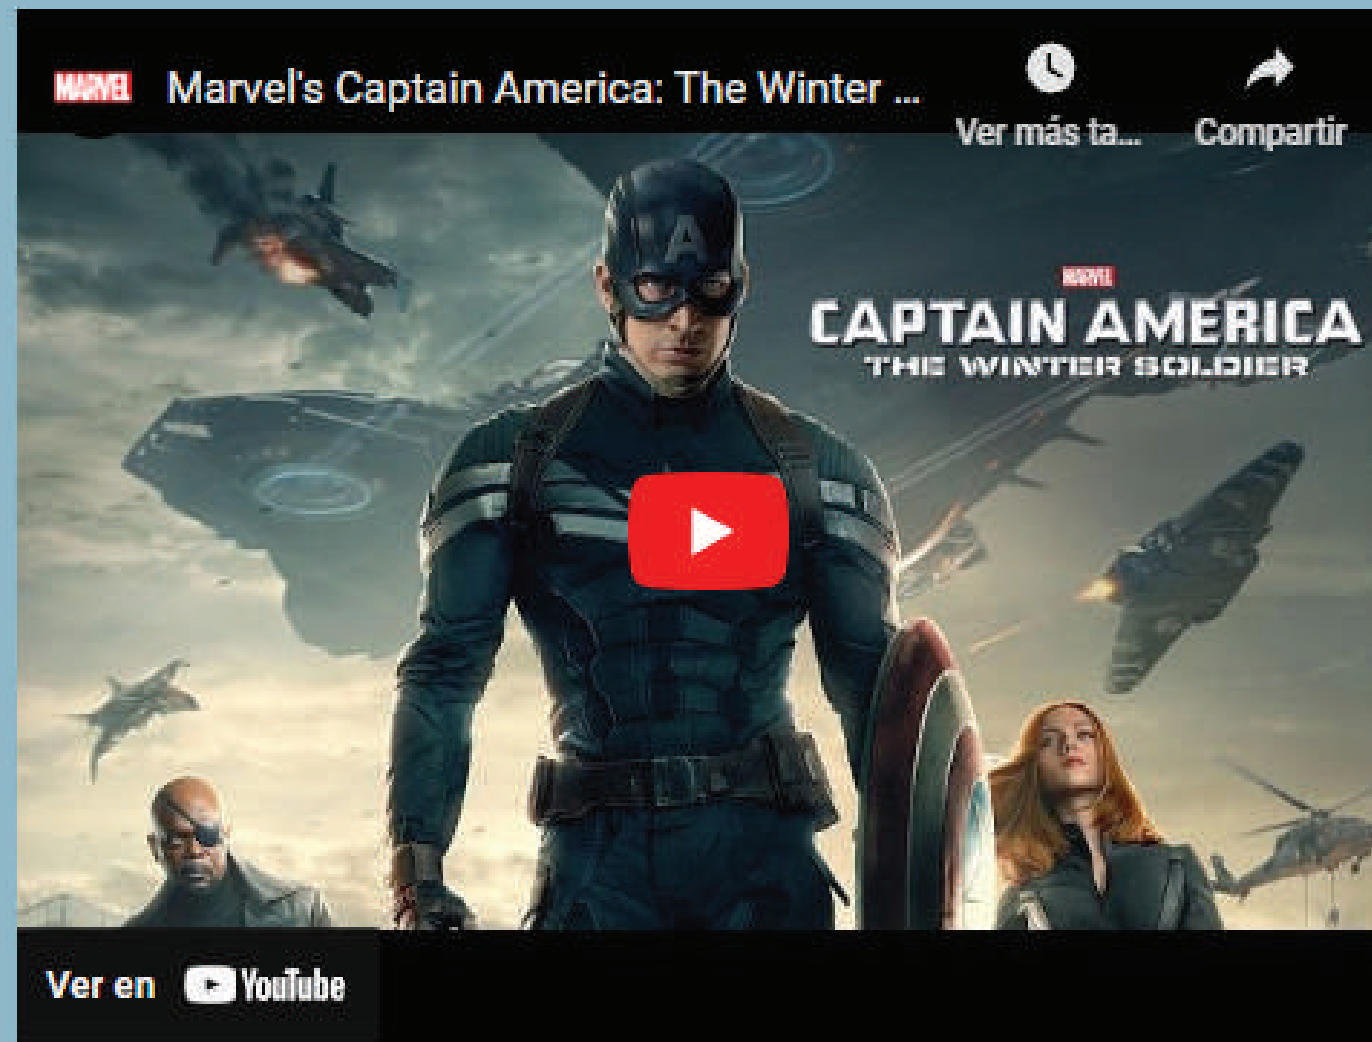 MARVEL Marvel's Captain America: The Winter ...
Ver más ta... Compartir
A
MARVEL
CAPTAIN AMERICA
THE WINTER SOLDIER
Ver en YouTube